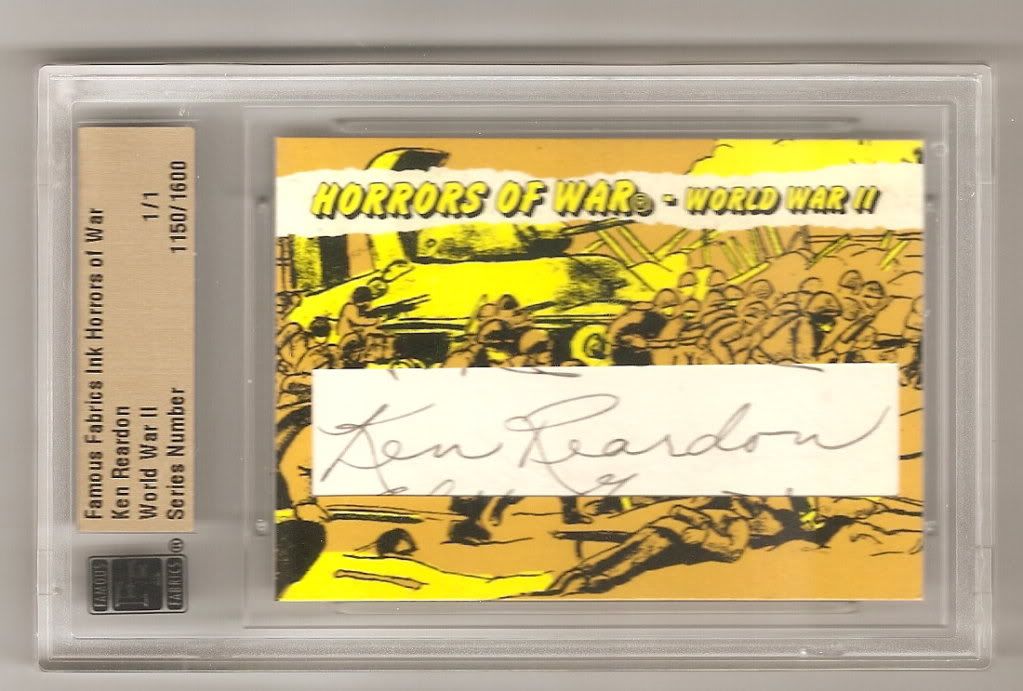 Famous Fabrics Ink Horrors of War
Ken Reardon 1/1
World War II
Series Number 1150/1600
FAMOUS
FF
FABRICS
®
HORRORS OF WAR® - WORLD WAR II
Ken Reardon